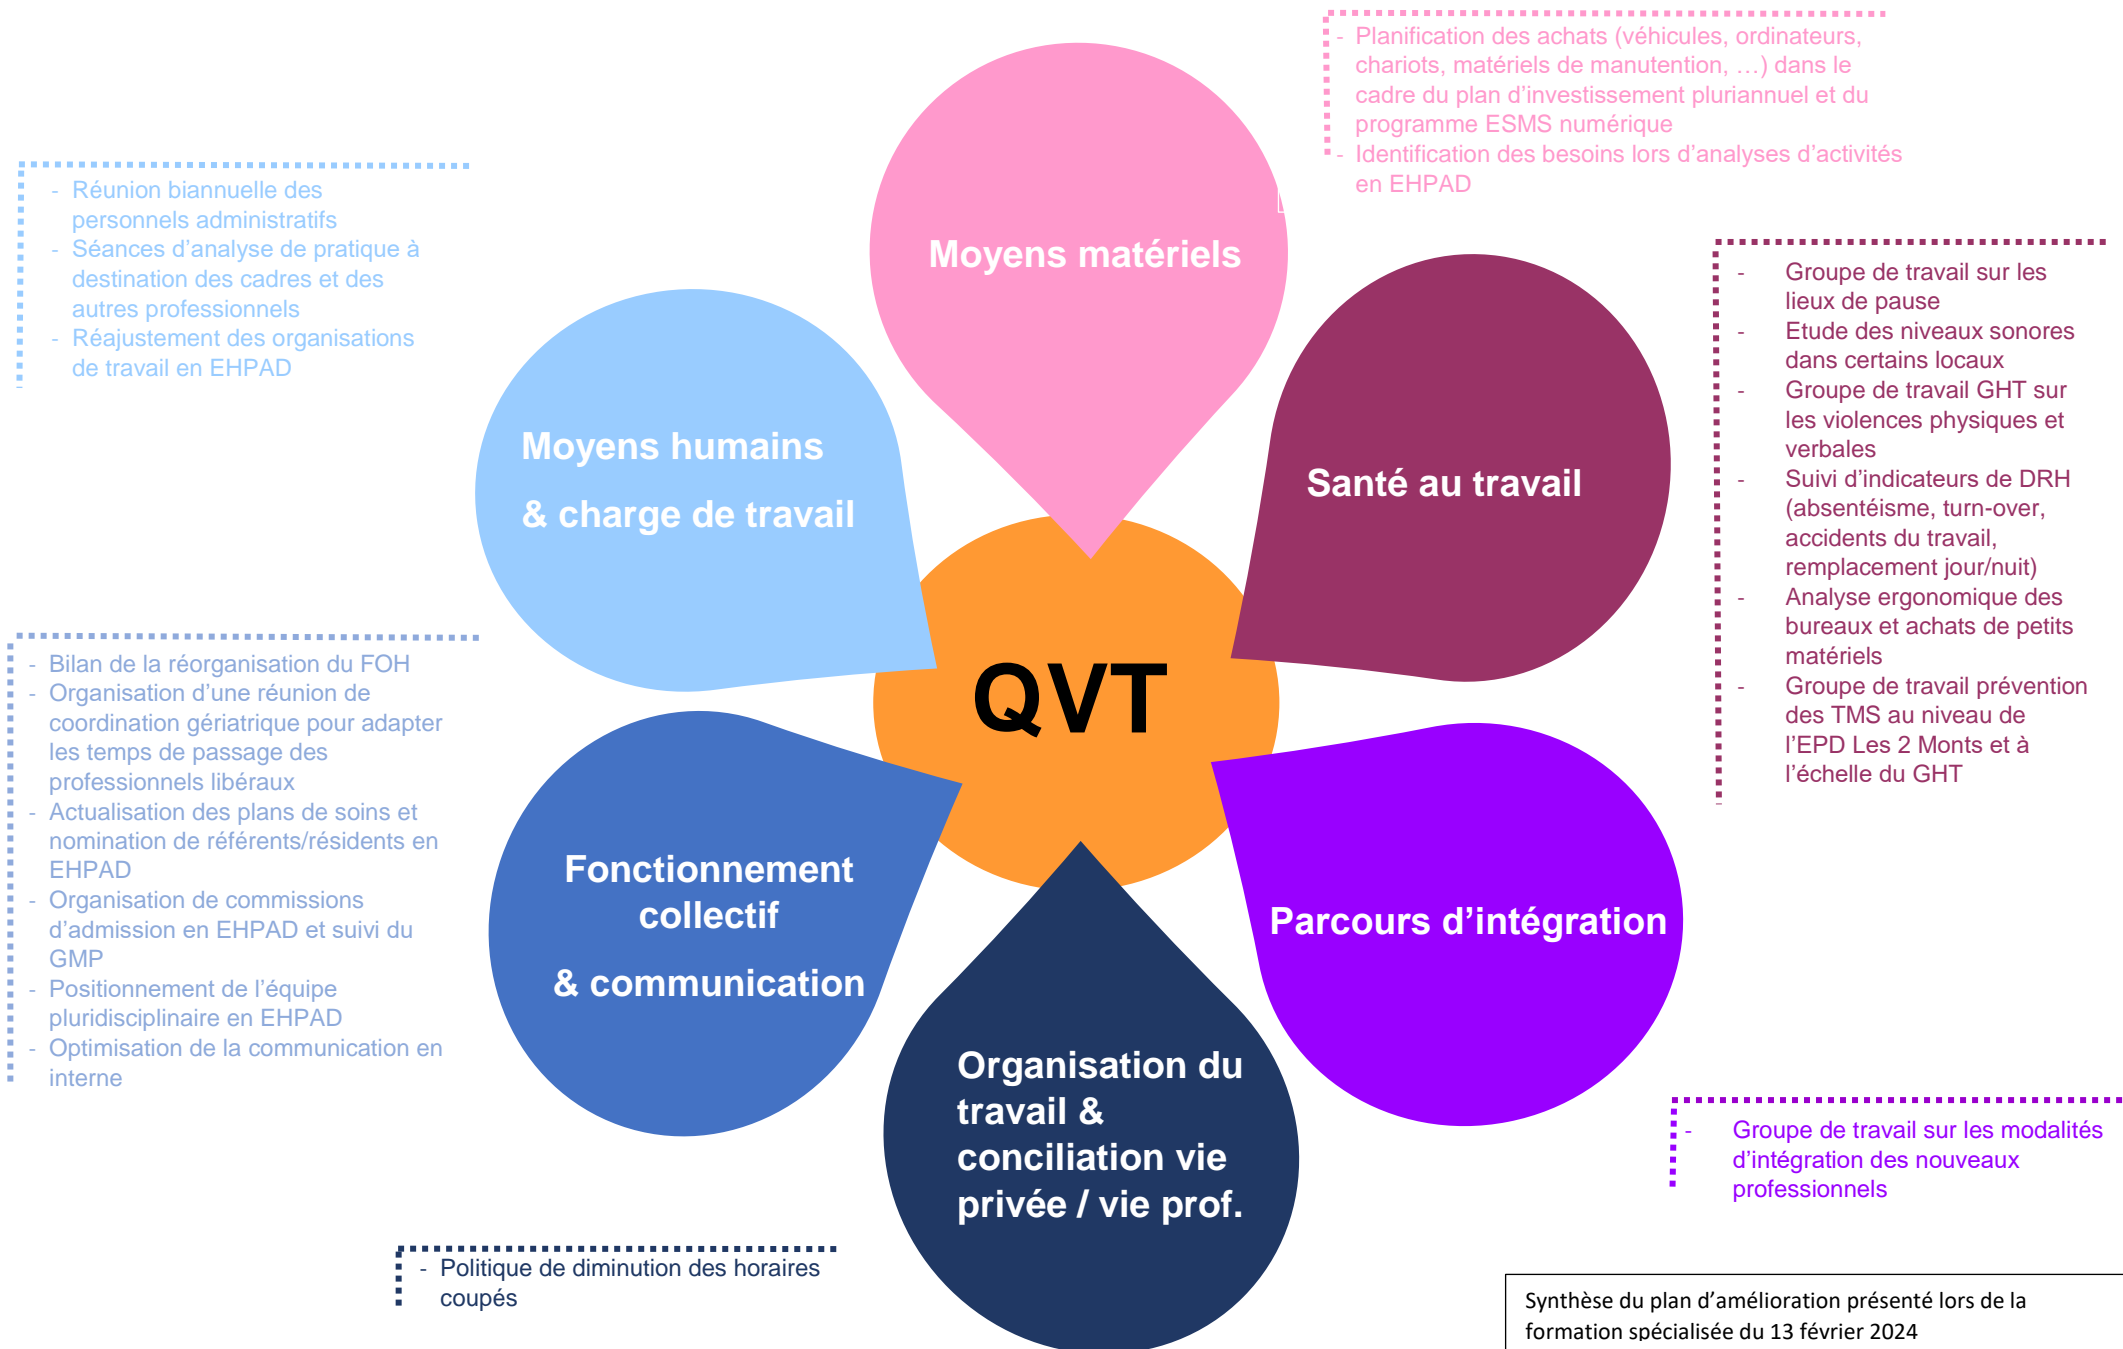 - Planification des achats (véhicules, ordinateurs,
chariots, matériels de manutention, …) dans le
cadre du plan d’investissement pluriannuel et du
programme ESMS numérique
- Identification des besoins lors d’analyses d’activités
en EHPAD
Moyens matériels
- Réunion biannuelle des
personnels administratifs
- Séances d’analyse de pratique à
destination des cadres et des
autres professionnels
- Réajustement des organisations
de travail en EHPAD
Moyens humains
& charge de travail
- Groupe de travail sur les
lieux de pause
- Etude des niveaux sonores
dans certains locaux
- Groupe de travail GHT sur
les violences physiques et
verbales
- Suivi d’indicateurs de DRH
(absentéisme, turn-over,
accidents du travail,
remplacement jour/nuit)
- Analyse ergonomique des
bureaux et achats de petits
matériels
- Groupe de travail prévention
des TMS au niveau de
l’EPD Les 2 Monts et à
l’échelle du GHT
Santé au travail
QVT
- Bilan de la réorganisation du FOH
- Organisation d’une réunion de
coordination gériatrique pour adapter
les temps de passage des
professionnels libéraux
- Actualisation des plans de soins et
nomination de référents/résidents en
EHPAD
- Organisation de commissions
d’admission en EHPAD et suivi du
GMP
- Positionnement de l’équipe
pluridisciplinaire en EHPAD
- Optimisation de la communication en
interne
Fonctionnement
collectif
& communication
Parcours d’intégration
- Groupe de travail sur les modalités
d’intégration des nouveaux
professionnels
Organisation du
travail &
conciliation vie
privée / vie prof.
- Politique de diminution des horaires
coupés
Synthèse du plan d’amélioration présenté lors de la
formation spécialisée du 13 février 2024